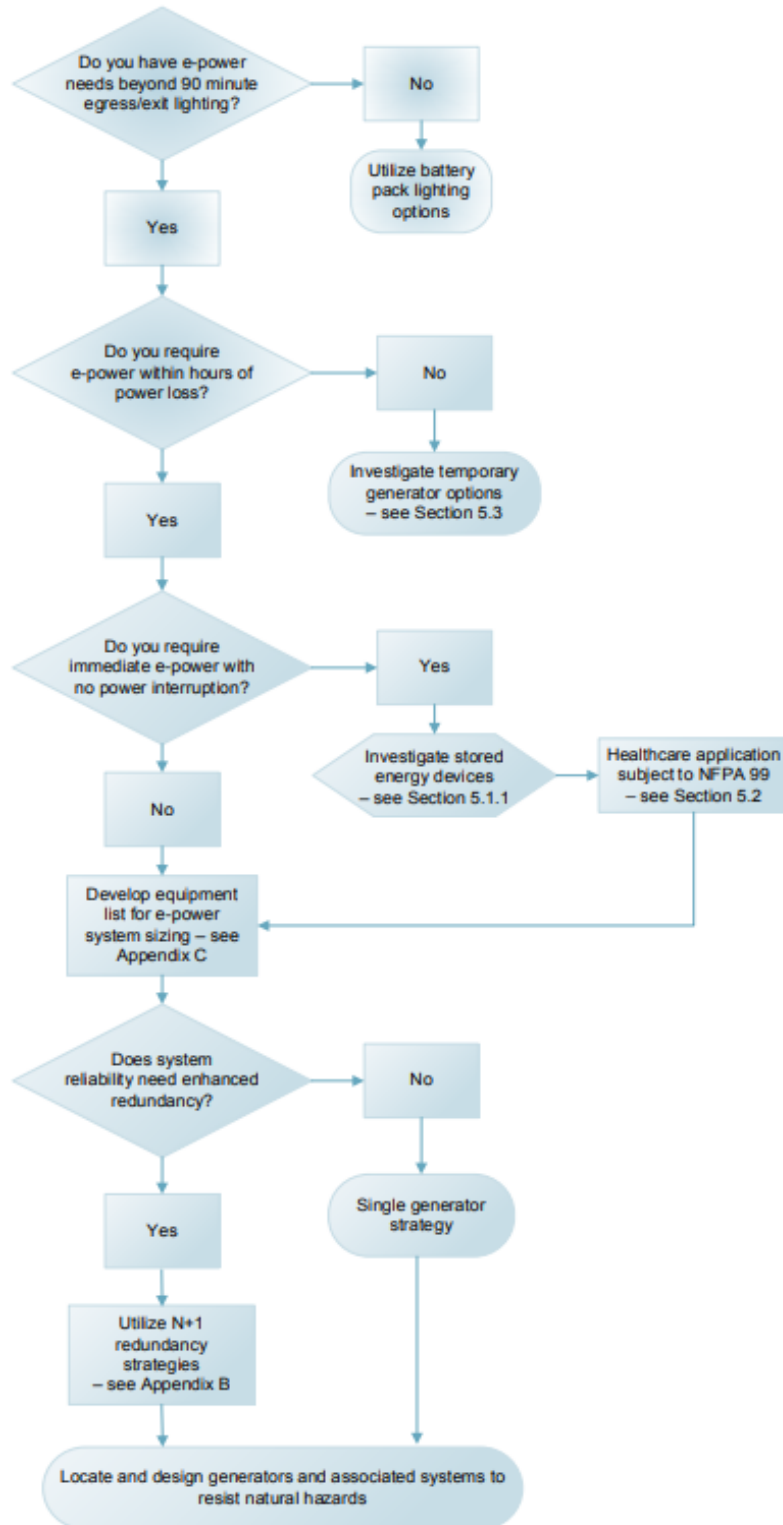 Do you have e-power
needs beyond 90 minute
egress/exit lighting?
No
Utilize battery
pack lighting
options
Yes
Do you require
e-power within hours of
power loss?
No
Investigate temporary
generator options
– see Section 5.3
Yes
Do you require
immediate e-power with
no power interruption?
Yes
Investigate stored
energy devices
– see Section 5.1.1
Healthcare application
subject to NFPA 99
– see Section 5.2
No
Develop equipment
list for e-power
system sizing – see
Appendix C
Does system
reliability need enhanced
redundancy?
No
Single generator
strategy
Yes
Utilize N+1
redundancy
strategies
– see Appendix B
Locate and design generators and associated systems to
resist natural hazards